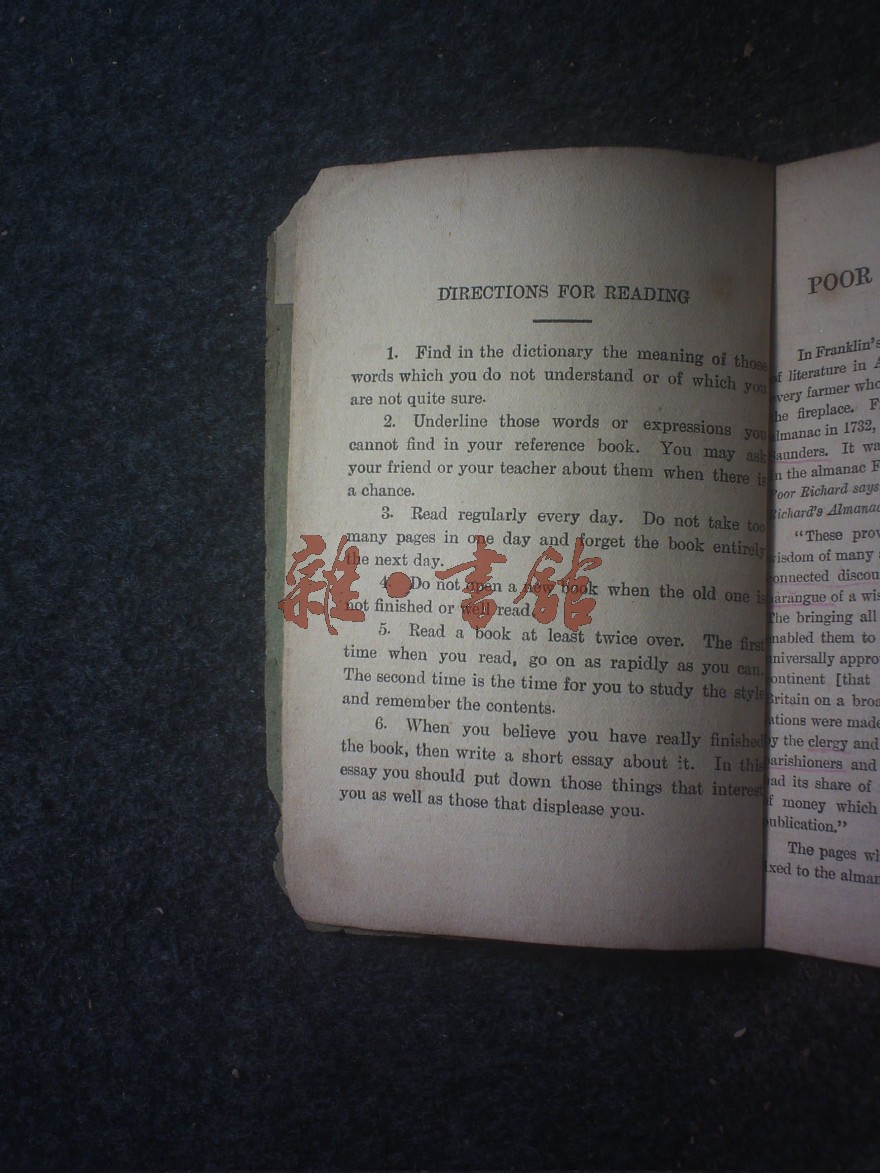 DIRECTIONS FOR READING
1. Find in the dictionary the meaning of those
words which you do not understand or of which you
are not quite sure.
2. Underline those words or expressions you
cannot find in your reference book. You may ask
your friend or your teacher about them when there is
a chance.
3. Read regularly every day. Do not take too
many pages in one day and forget the book entirely
the next day.
4. Do not open a new book when the old one is
not finished or well read.
5. Read a book at least twice over. The first
time when you read, go on as rapidly as you can.
The second time is the time for you to study the style
and remember the contents.
6. When you believe you have really finished
the book, then write a short essay about it. In this
essay you should put down those things that interest
you as well as those that displease you.
雜·書館
POOR
In Franklin's
of literature in
every farmer who
the fireplace.
almanac in 1732,
Saunders. It was
in the almanac
Poor Richard says
Richard's Almanac
"These
wisdom of many
connected
harangue of a
The bringing all
enabled them to
universally
continent [that
Britain on a
were made
by the clergy and
parishioners and
had its share of
of money which
publication."
The pages
to the